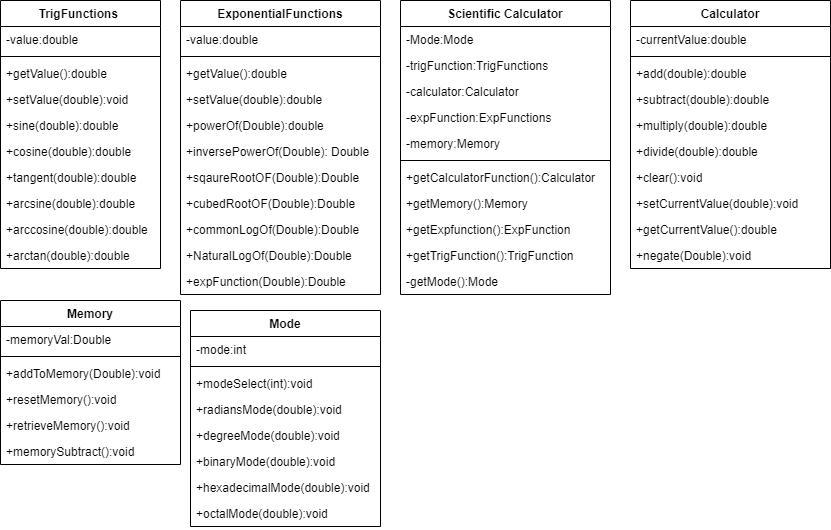 TrigFunctions
-value:double
+getValue():double
+setValue(double):void
+sine(double):double
+cosine(double):double
+tangent(double):double
+arcsine(double):double
+arccosine(double):double
+arctan(double):double
ExponentialFunctions
-value:double
+getValue():double
+setValue(double):double
+powerOf(Double):double
+inversePowerOf(Double): Double
+sqaureRootOF(Double):Double
+cubedRootOF(Double):Double
+commonLogOf(Double):Double
+NaturalLogOf(Double):Double
+expFunction(Double):Double
Scientific Calculator
-Mode:Mode
-trigFunction:TrigFunctions
-calculator:Calculator
-expFunction:ExpFunctions
-memory:Memory
+getCalculatorFunction():Calculator
+getMemory():Memory
+getExpfunction():ExpFunction
+getTrigFunction():TrigFunction
-getMode():Mode
Calculator
-currentValue:double
+add(double):double
+subtract(double):double
+multiply(double):double
+divide(double):double
+clear():void
+setCurrentValue(double):void
+getCurrentValue():double
+negate(Double):void
Memory
-memoryVal:Double
+addToMemory(Double):void
+resetMemory():void
+retrieveMemory():void
+memorySubtract():void
Mode
-mode:int
+modeSelect(int):void
+radiansMode(double):void
+degreeMode(double):void
+binaryMode(double):void
+hexadecimalMode(double):void
+octalMode(double):void